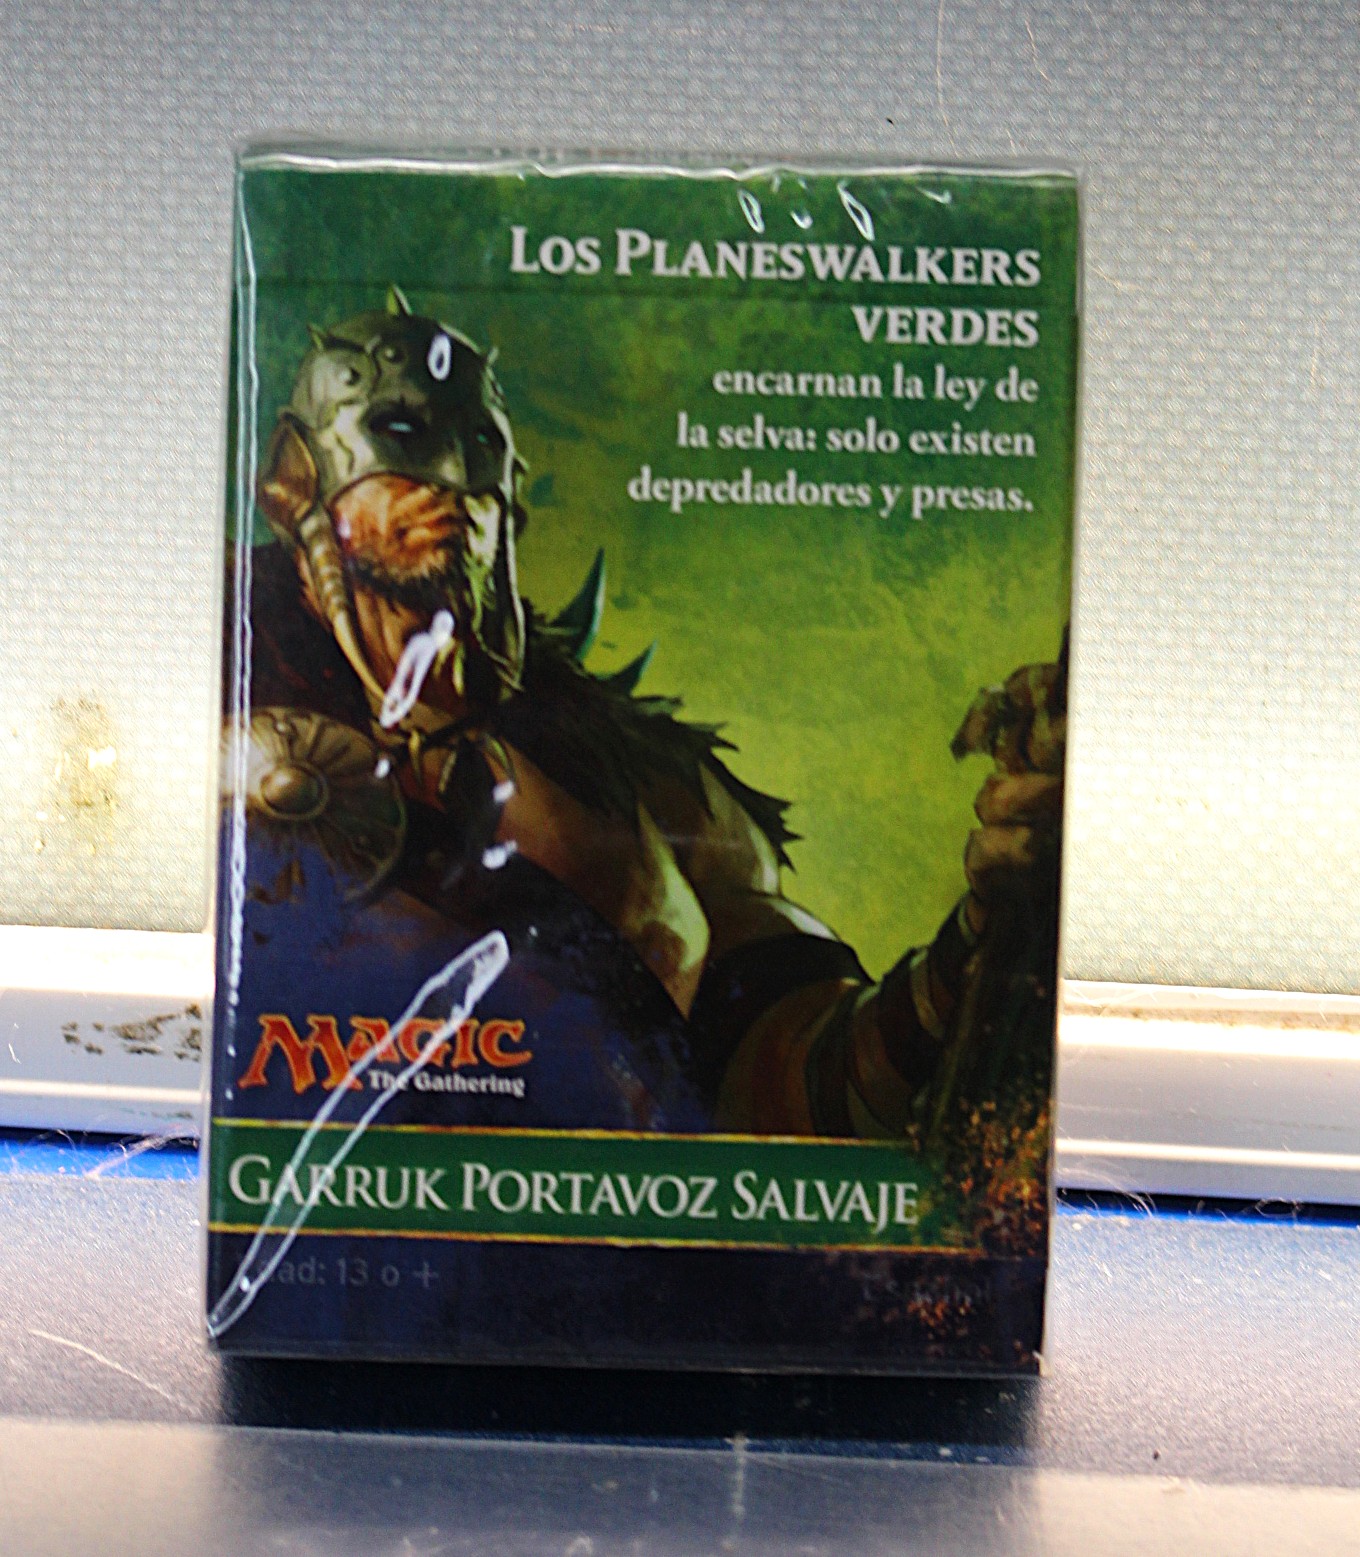 LOS PLANESWALKERS
VERDES
encarnan la ley de
la selva: solo existen
depredadores y presas.
MAGIC
The Gathering
GARRUK PORTAVOZ SALVAJE
13 o +